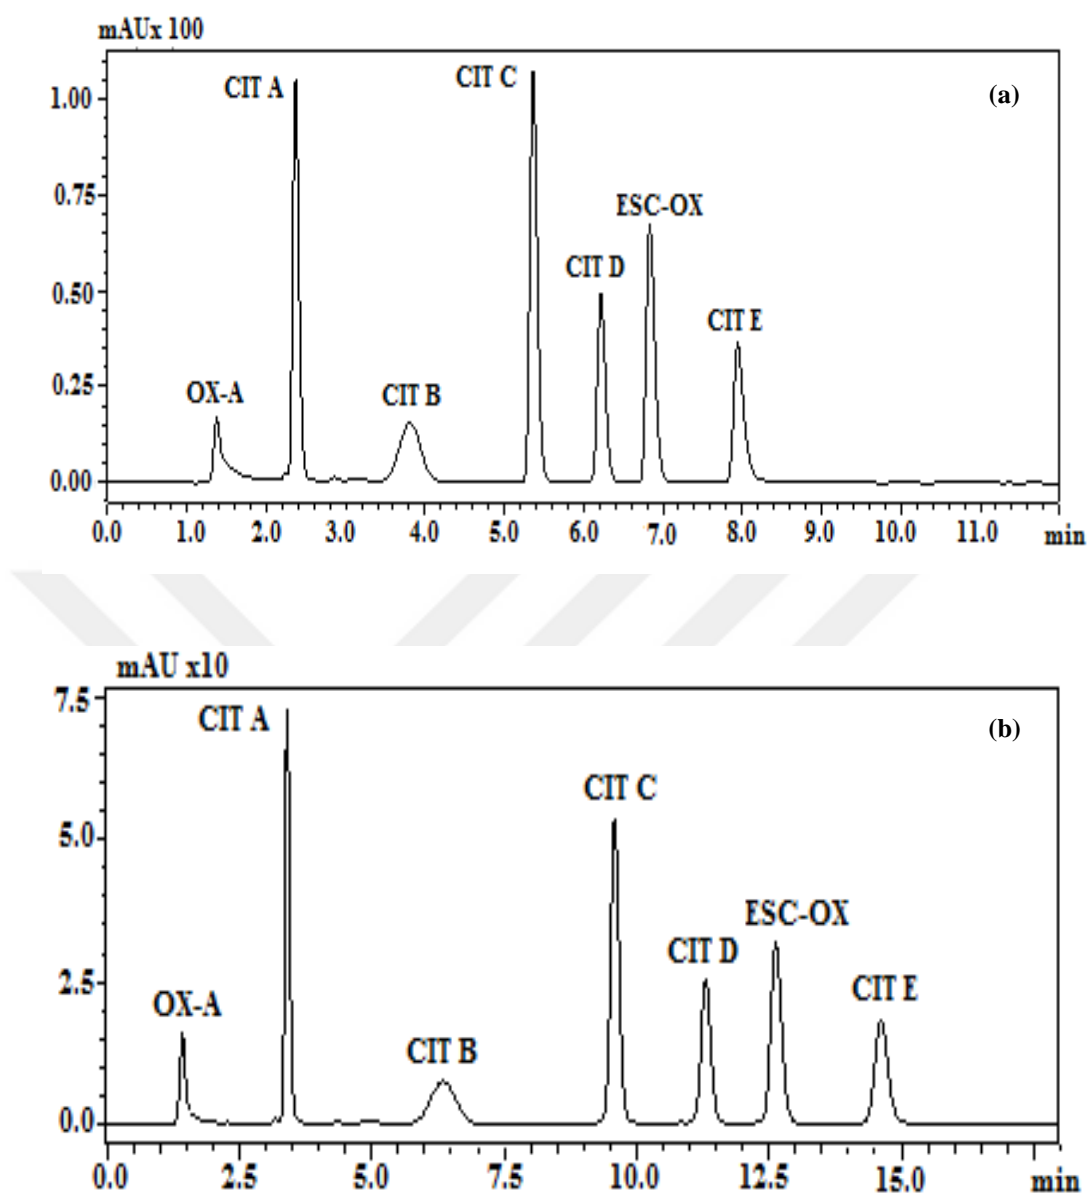 mAUx 100
CIT A
CIT C
(a)
1.00
0.75
ESC-OX
CIT D
0.50
CIT E
OX-A
CIT B
0.25
0.00
0.0 1.0 2.0 3.0 4.0 5.0 6.0 7.0 8.0 9.0 10.0 11.0 min
mAU x10
7.5
CIT A
(b)
CIT C
5.0
ESC-OX
CIT D
2.5
CIT E
OX-A
CIT B
0.0
0.0 2.5 5.0 7.5 10.0 12.5 15.0 min